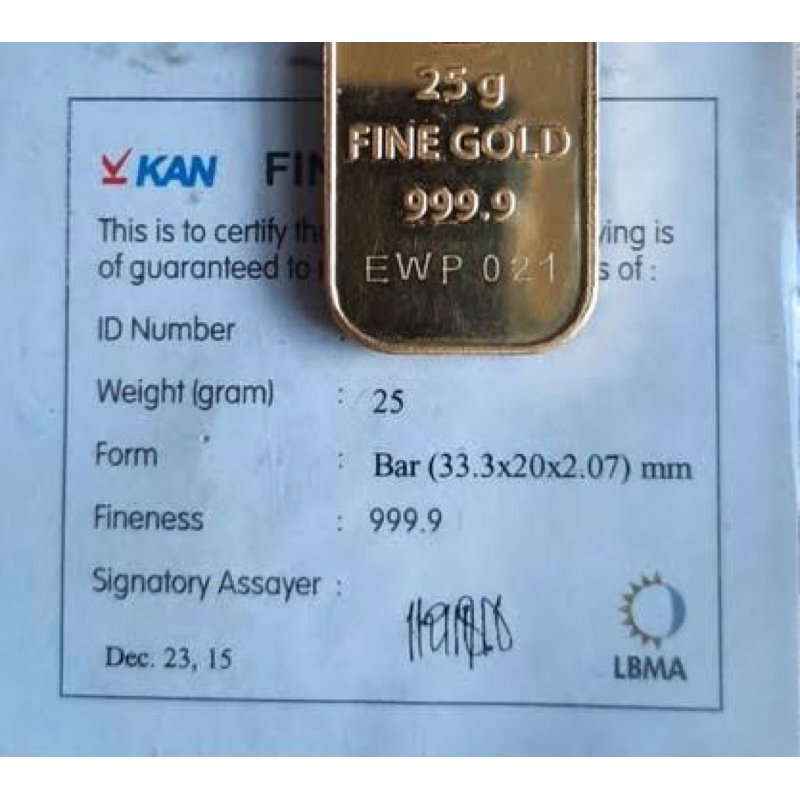 25 g
FINE GOLD
999.9
EWP 021
KAN FIN
This is to certify th ving is
of guaranteed to s of :
ID Number :
Weight (gram) : 25
Form : Bar (33.3x20x2.07) mm
Fineness : 999.9
Signatory Assayer :
Dec. 23, 15
LBMA